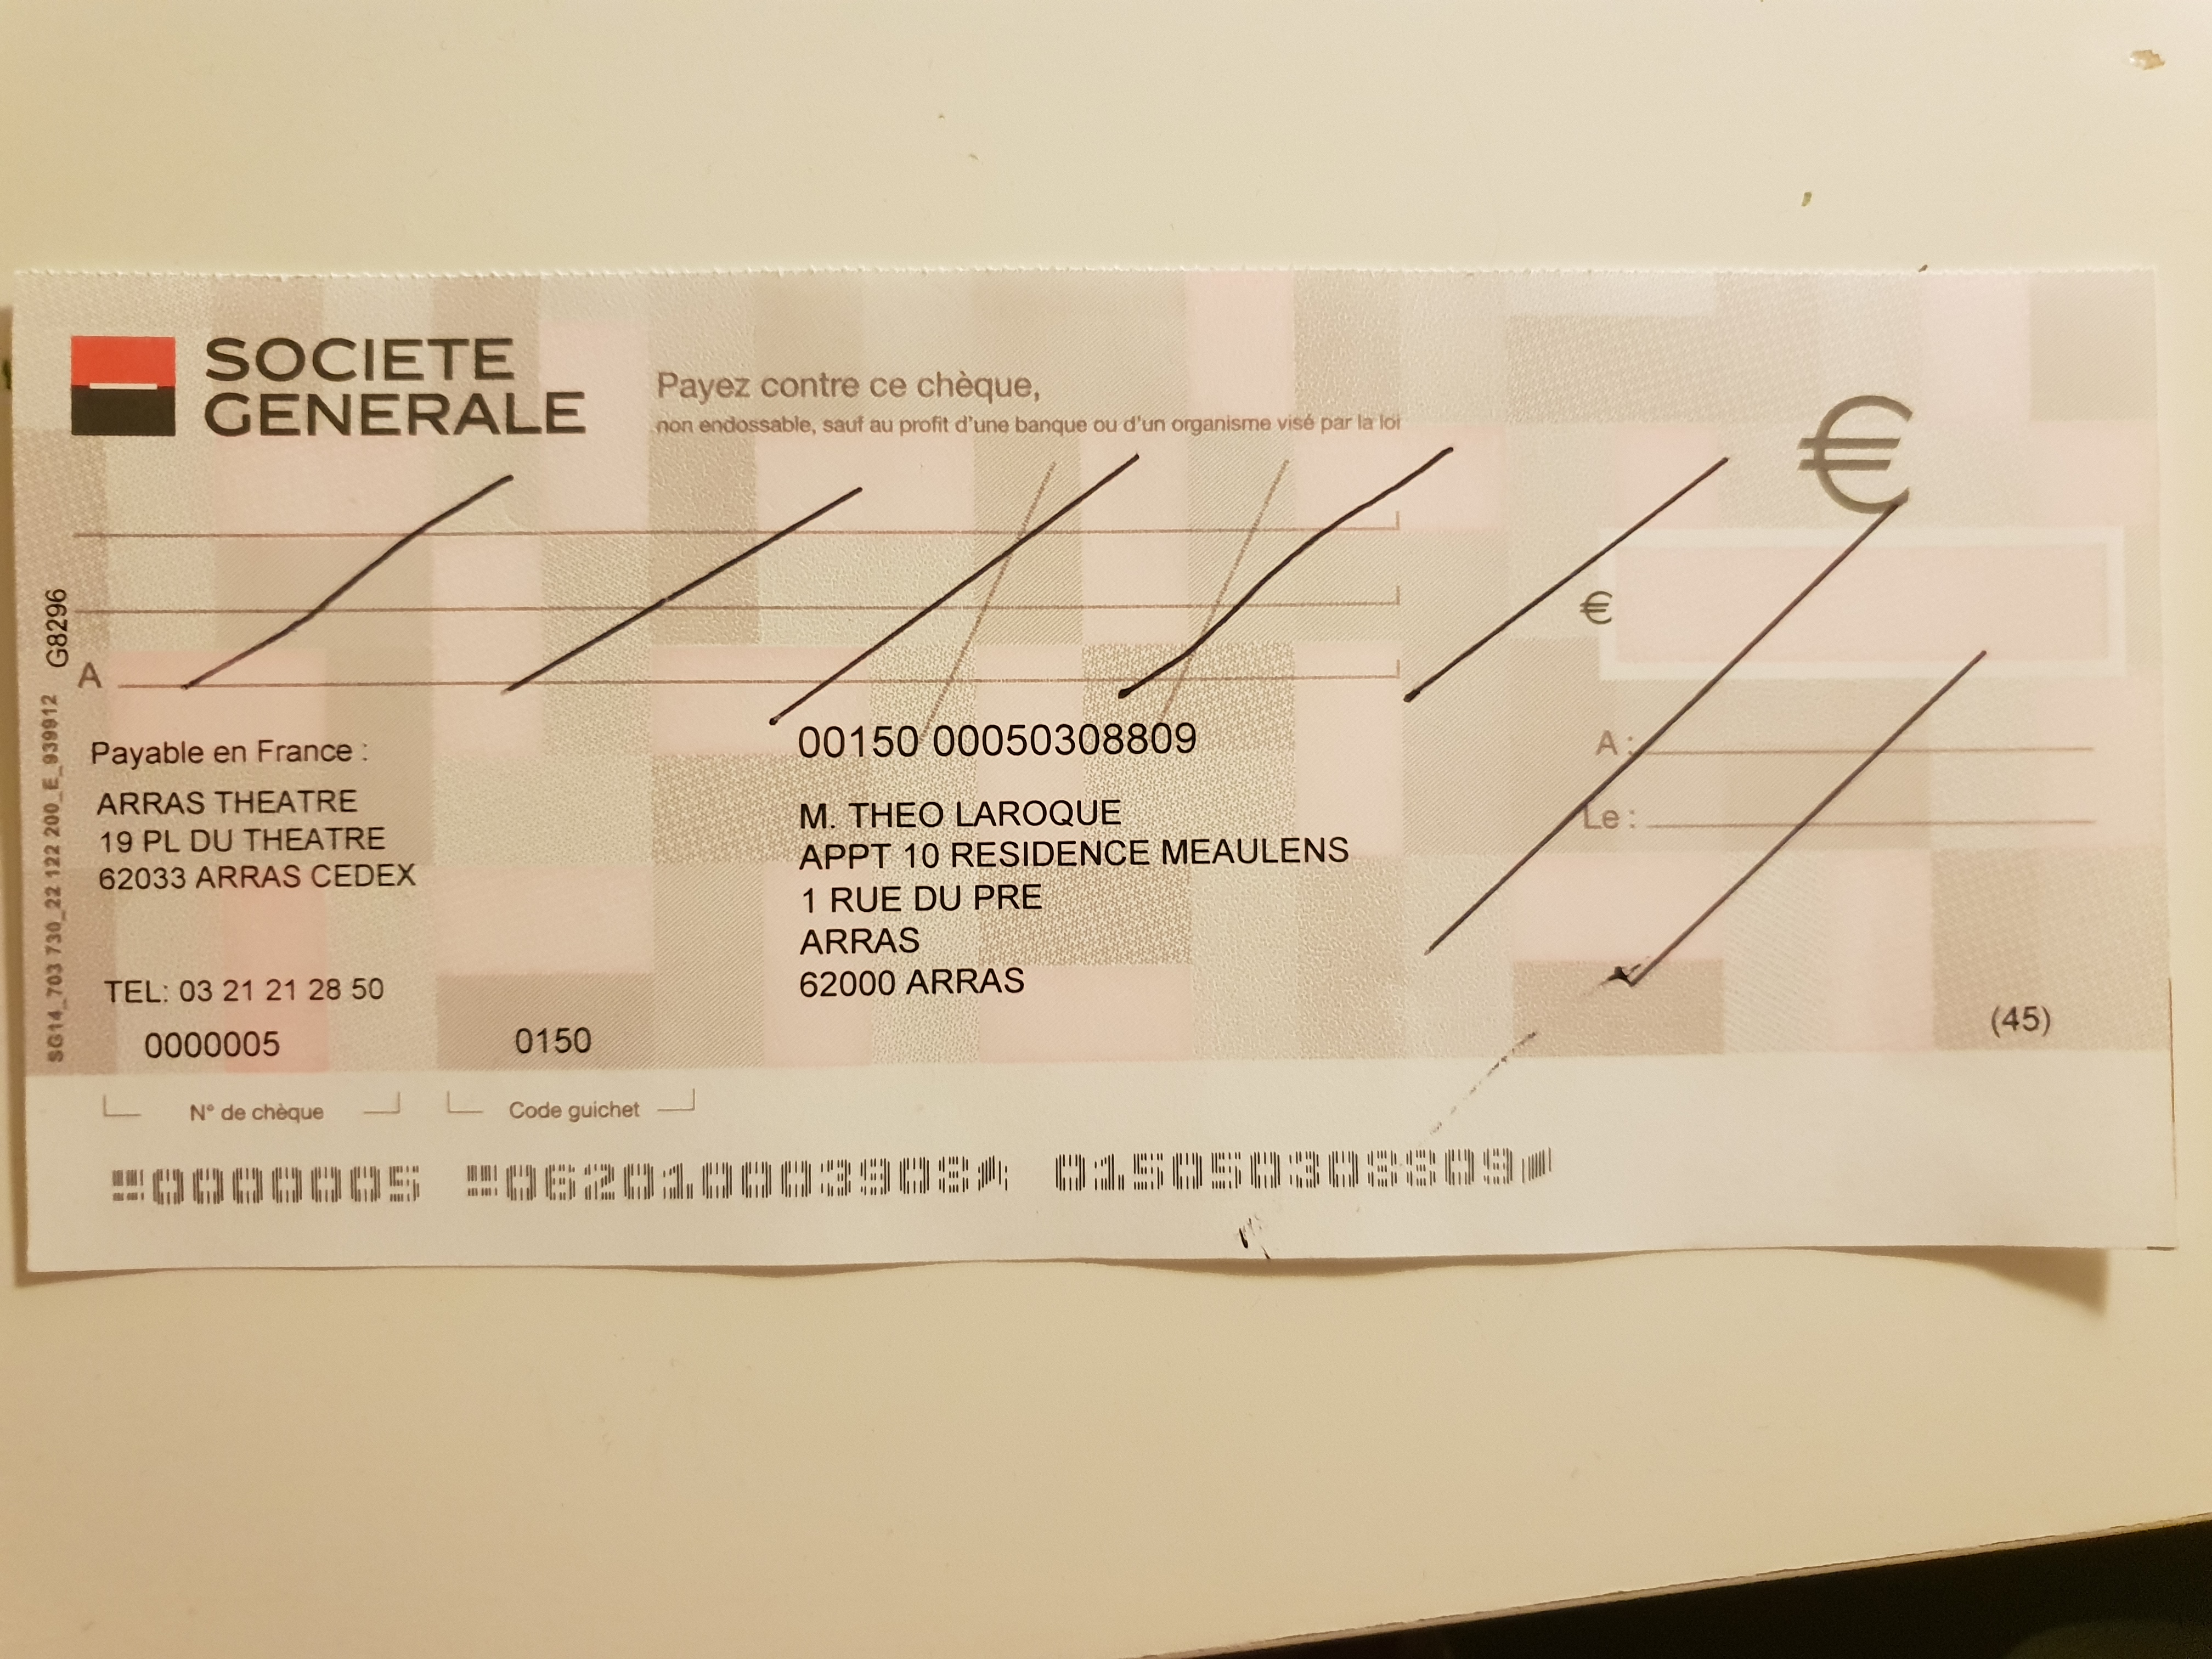 SOCIETE
GENERALE
Payez contre ce chèque,
non endossable, sauf au profit d'une banque ou d'un organisme visé par la loi
€
€
A
A :
Le :
G8296
SG14_703 730_22 122 200_E_939912
Payable en France :
ARRAS THEATRE
19 PL DU THEATRE
62033 ARRAS CEDEX
TEL: 03 21 21 28 50
00150 00050308809
M. THEO LAROQUE
APPT 10 RESIDENCE MEAULENS
1 RUE DU PRE
ARRAS
62000 ARRAS
(45)
0000005 0150
N° de chèque Code guichet
0000005 062010003908 015050308809